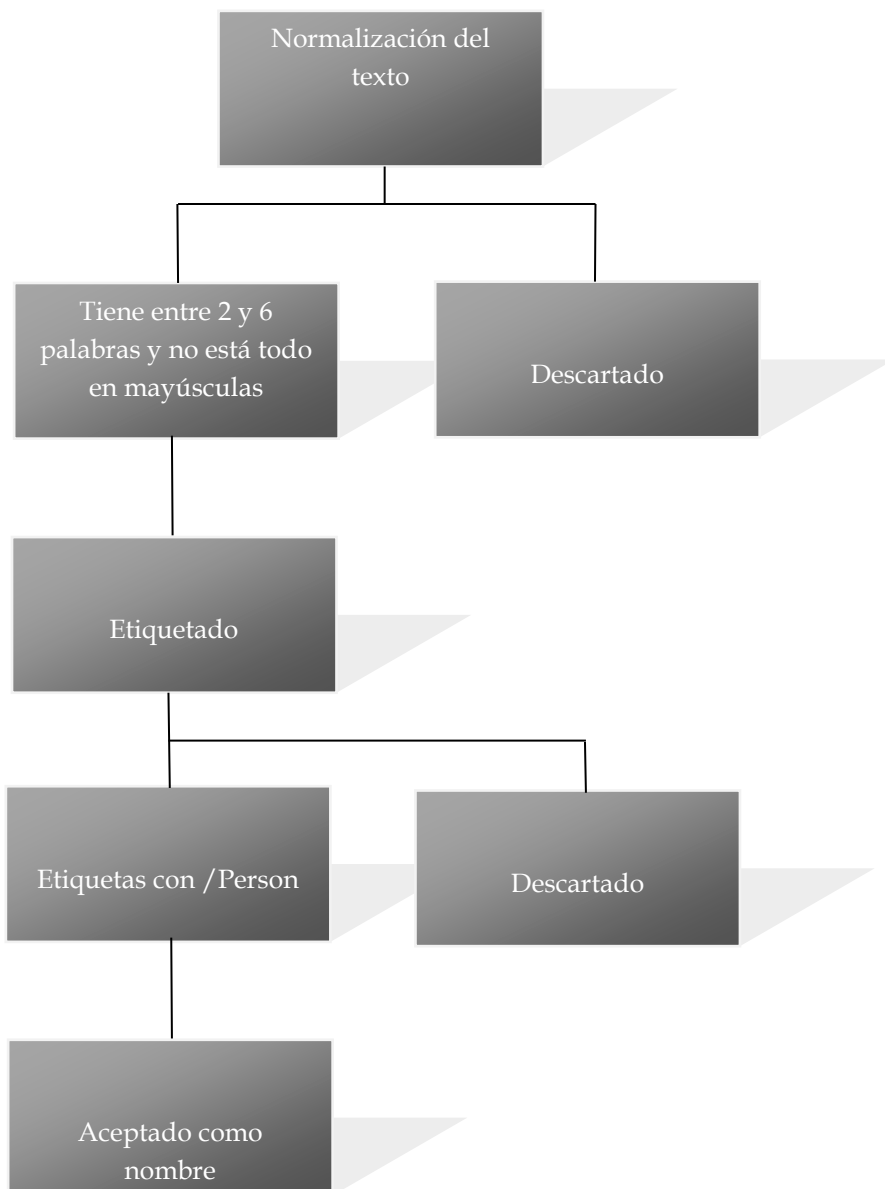 Normalización del
texto
Tiene entre 2 y 6
palabras y no está todo
en mayúsculas
Descartado
Etiquetado
Etiquetas con /Person
Descartado
Aceptado como
nombre